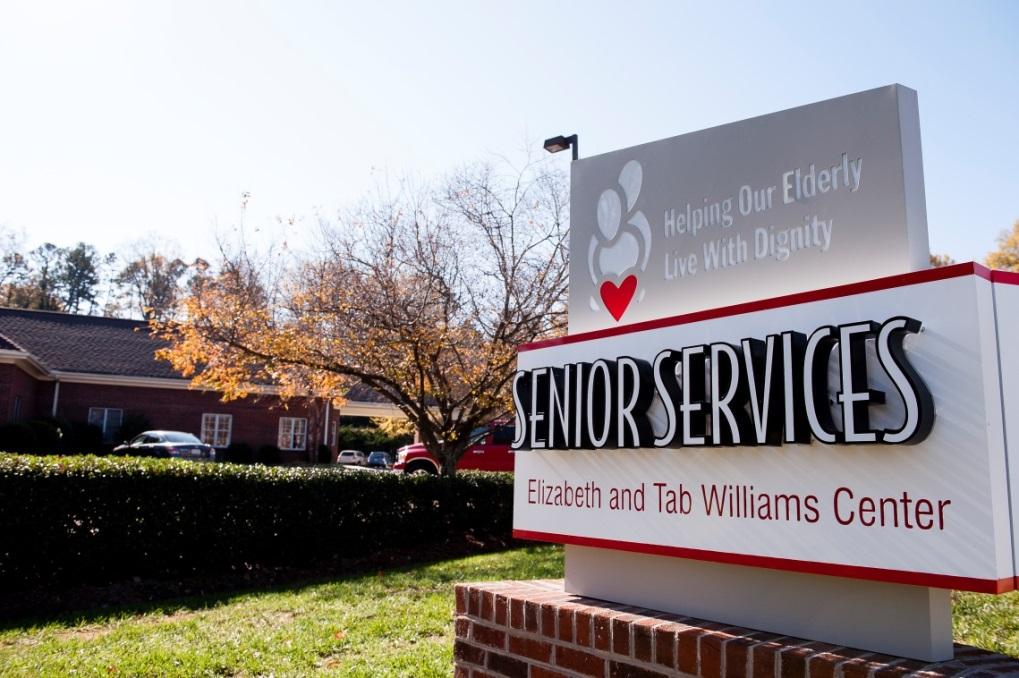 Helping Our Elderly
Live With Dignity
SENIOR SERVICES
Elizabeth and Tab Williams Center